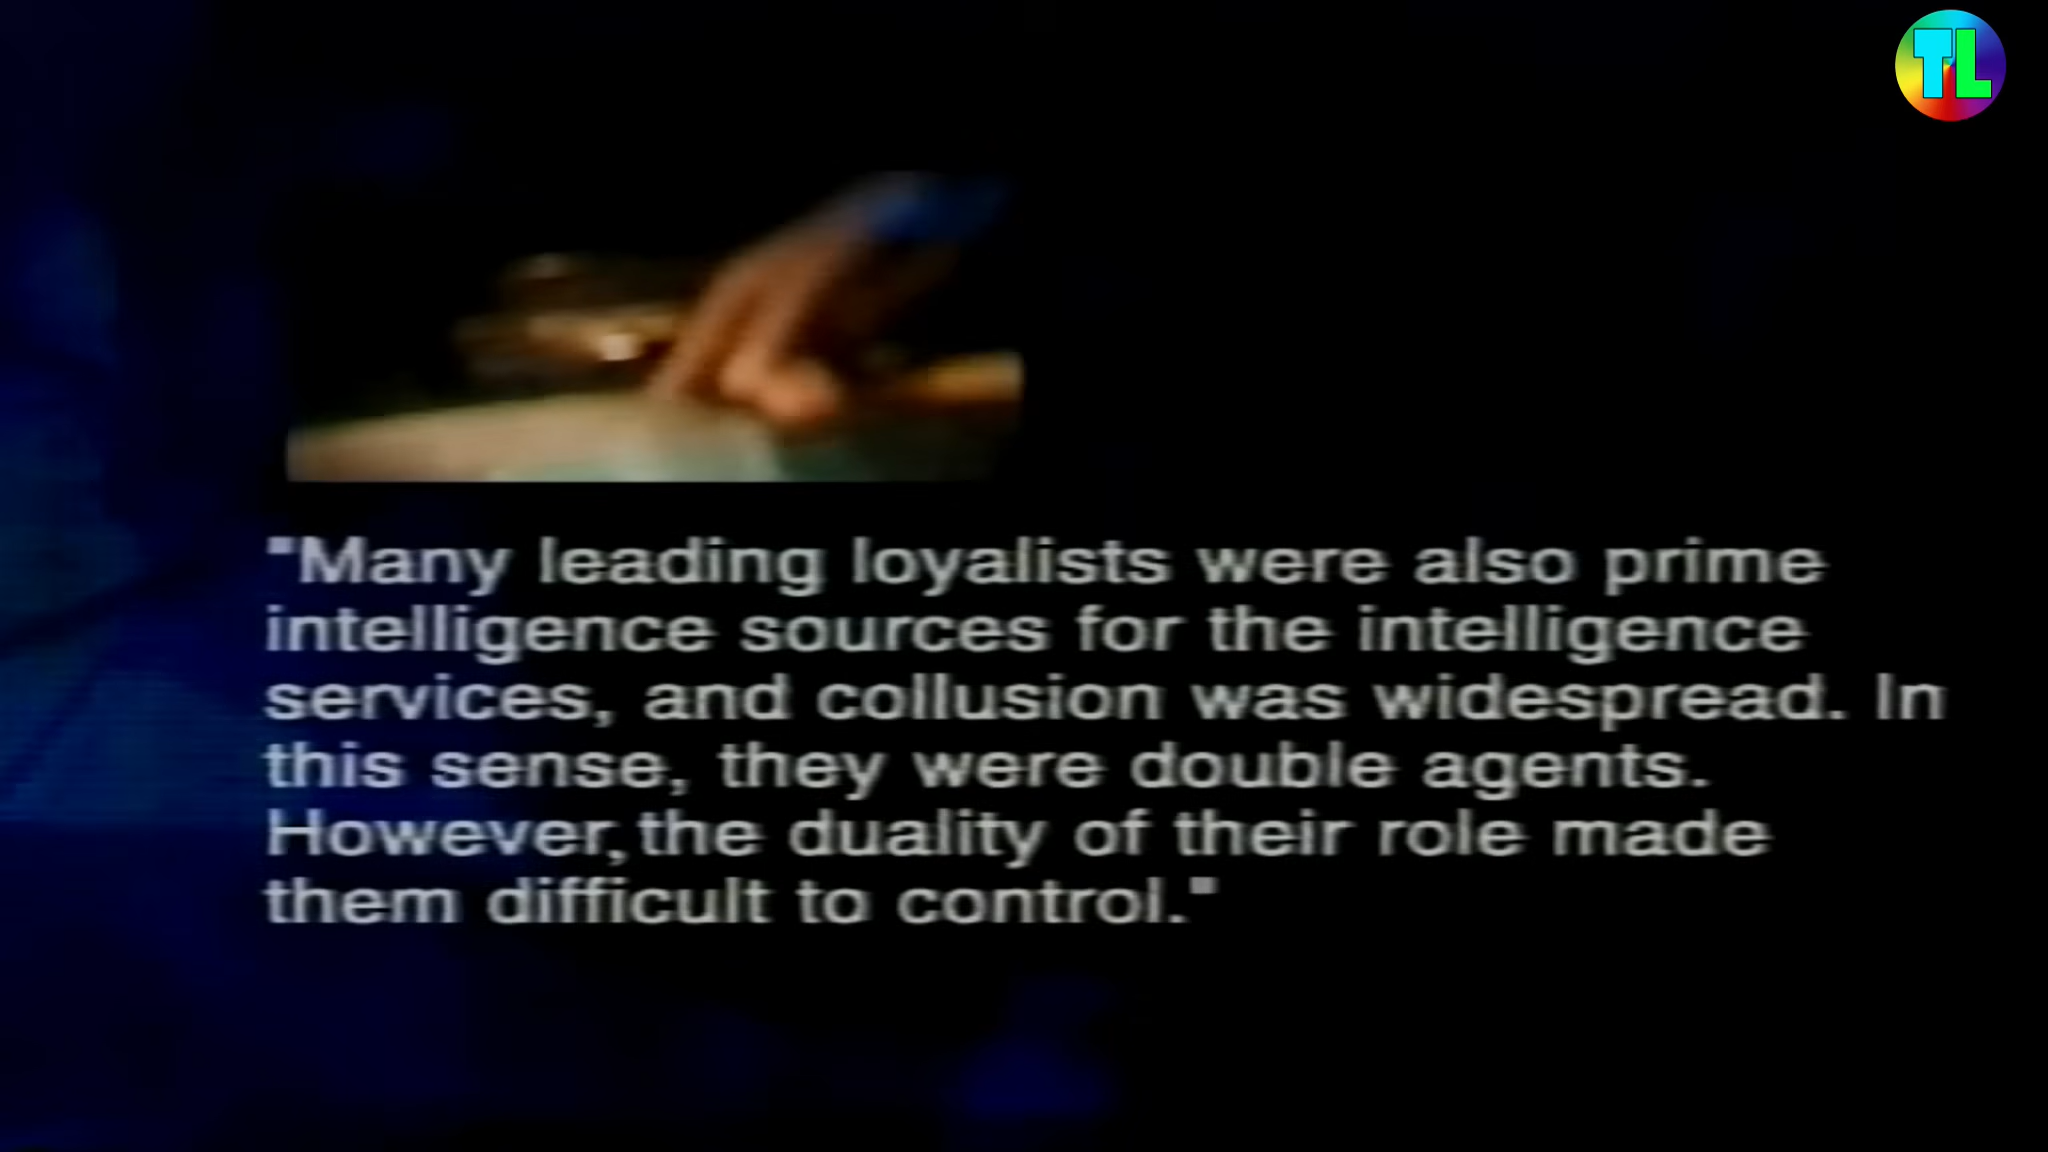 TL
"Many leading loyalists were also prime
intelligence sources for the intelligence
services, and collusion was widespread. In
this sense, they were double agents.
However, the duality of their role made
them difficult to control."